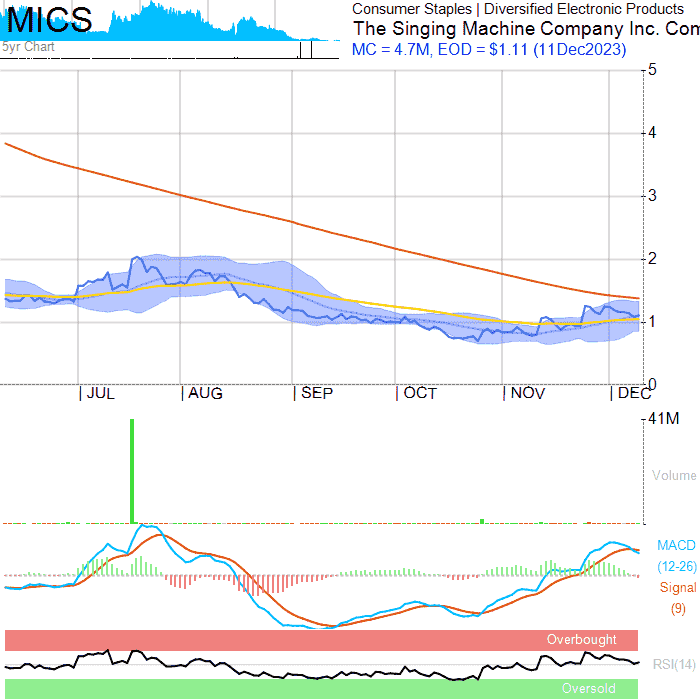 MICS
Consumer Staples | Diversified Electronic Products
The Singing Machine Company Inc. Com
MC = 4.7M, EOD = $1.11 (11Dec2023)
5yr Chart
5
4
3
2
1
0
JUL AUG SEP OCT NOV DEC
41M
Volume
MACD
(12-26)
Signal
(9)
Overbought
RSI(14)
Oversold